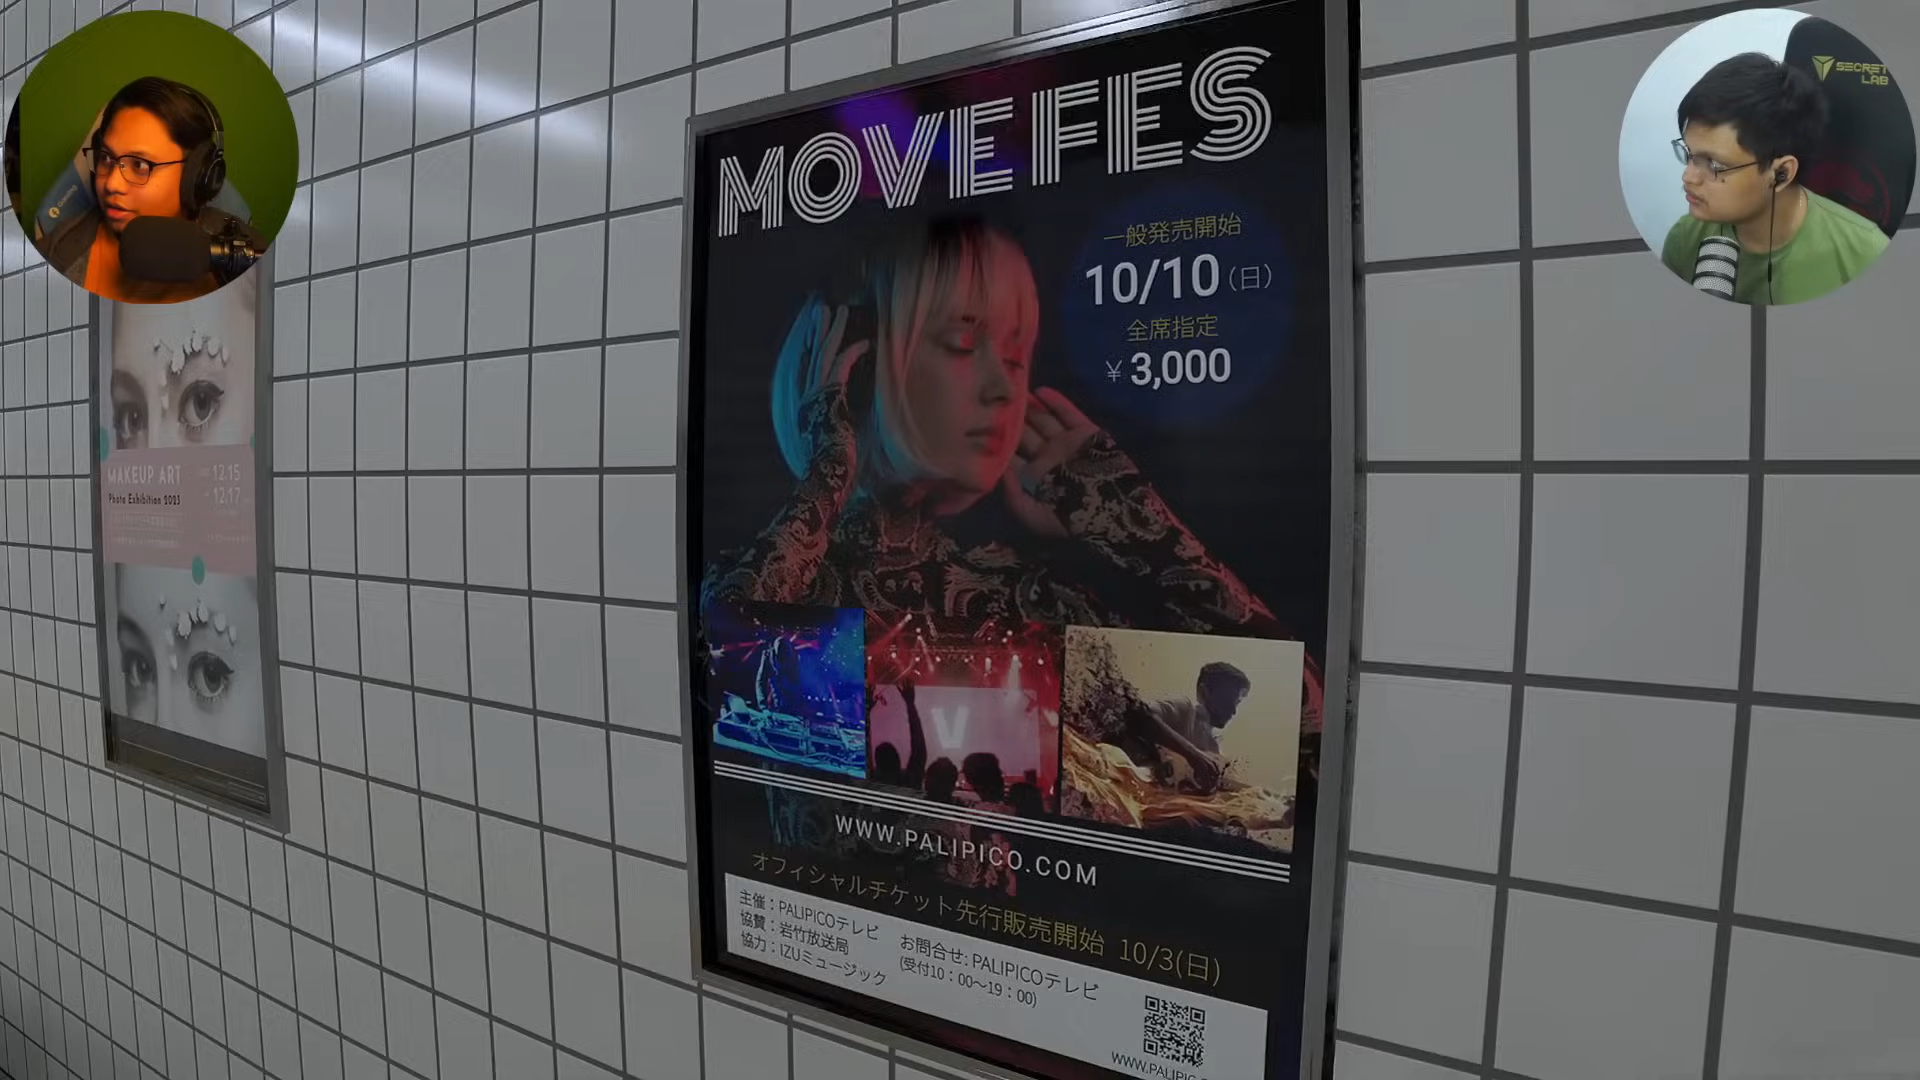 MOVE FES
一般発売開始
10/10(日)
全席指定
¥3,000
V
WWW.PALIPICO.COM
オフィシャルチケット先行販売開始 10/3(日)
主催:PALIPICOテレビ
協賛:岩竹放送局
協力:IZUミュージック
お問合せ:PALIPICOテレビ
(受付10:00〜19:00)
WWW.PALIPIC
MAKEUP ART
Photo Exhibition 2023
12.15
12.17
SECRET
LAB